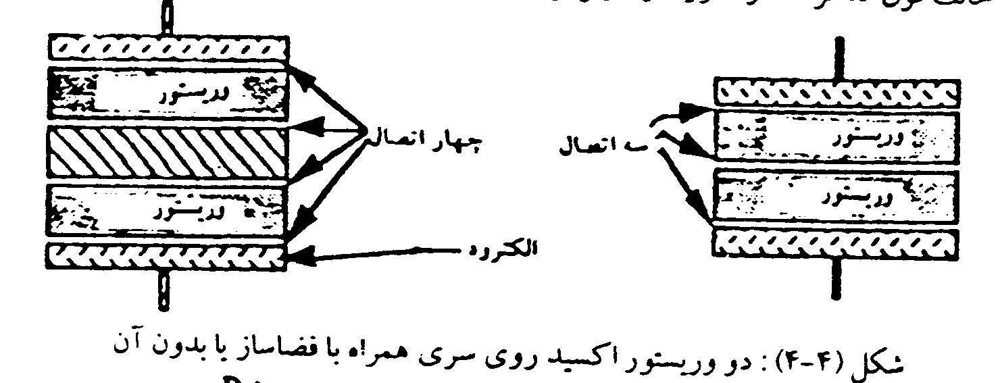 وریستور
وریستور
چهار اتصال
سه اتصال
وریستور
وریستور
الکترود
شکل (۴-۴): دو وریستور اکسید روی سری همراه با فضاساز یا بدون آن